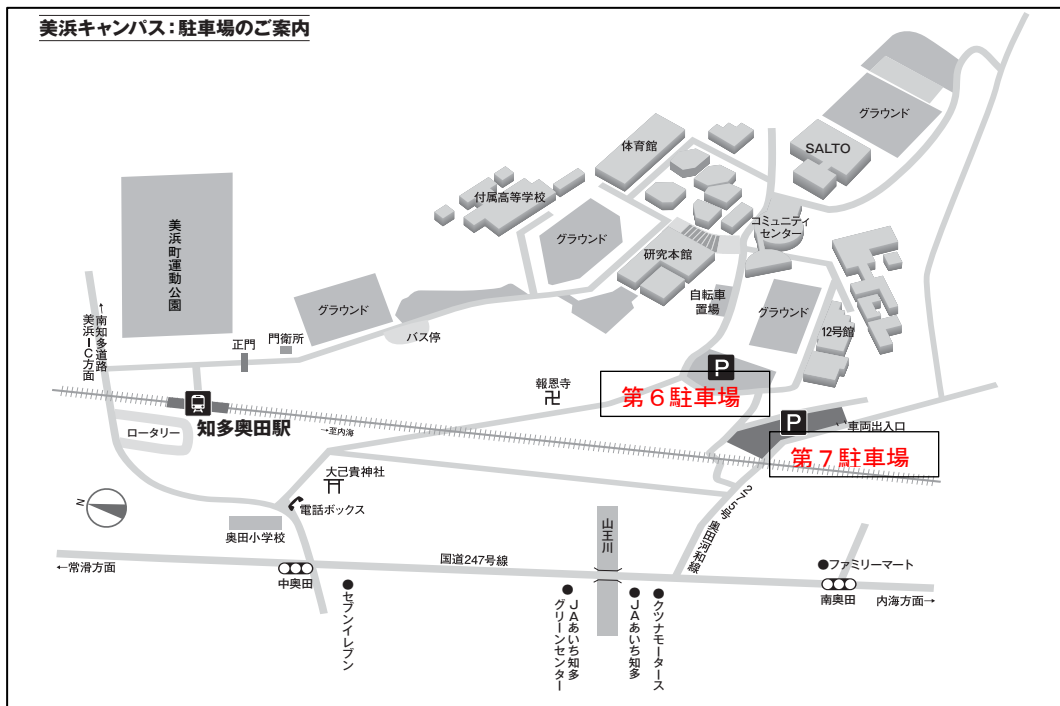 美浜キャンパス：駐車場のご案内
グラウンド
体育館
SALTO
付属高等学校
コミュニティ
センター
美浜町運動公園
グラウンド
研究本館
自転車
置場
グラウンド
グラウンド
12号館
←南知多道路
美浜IC方面
正門
門衛所
バス停
P
第６駐車場
報恩寺
卍
P
車両出入口
第７駐車場
知多奥田駅
ロータリー
→至内海
大己貴神社
電話ボックス
N
奥田小学校
275号 奥田河和線
山王川
国道247号線
←常滑方面
中奥田
●ファミリーマート
南奥田
内海方面→
●セブンイレブン
●JAあいち知多
グリーンセンター
●JAあいち知多
●クツナモータース